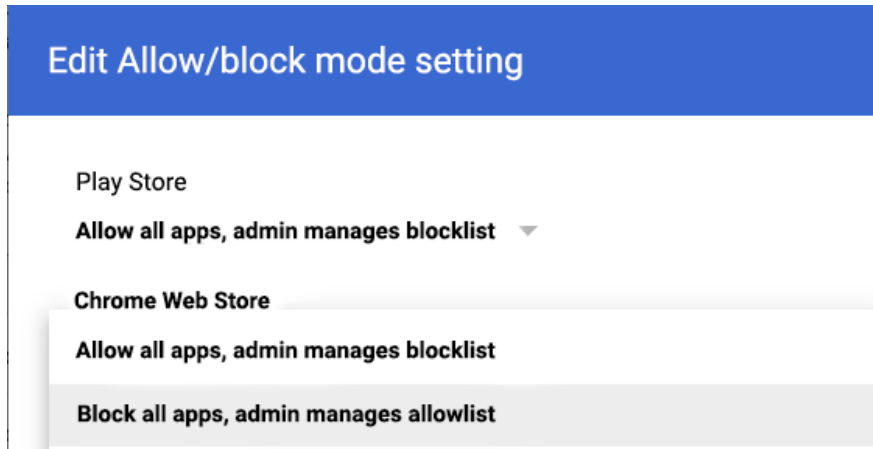 Edit Allow/block mode setting
Play Store
Allow all apps, admin manages blocklist
Chrome Web Store
Allow all apps, admin manages blocklist
Block all apps, admin manages allowlist